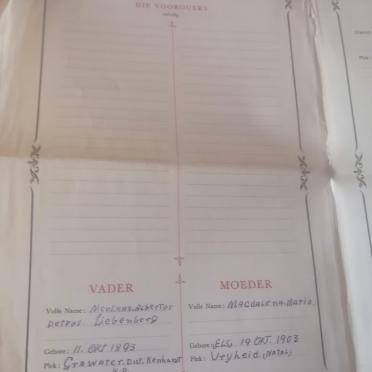 DIE VOOROUERS
VADER
Volle Name: Nicolaas Albertus
Petrus Liebenberg
Gebore: 11. OKT 1893
Plek: Grawater. Dist. Kenhardt
K.P.
MOEDER
Volle Name: Magdalena Maria
Gebore: 19 OKT. 1903
Plek: Vryheid (Natal)